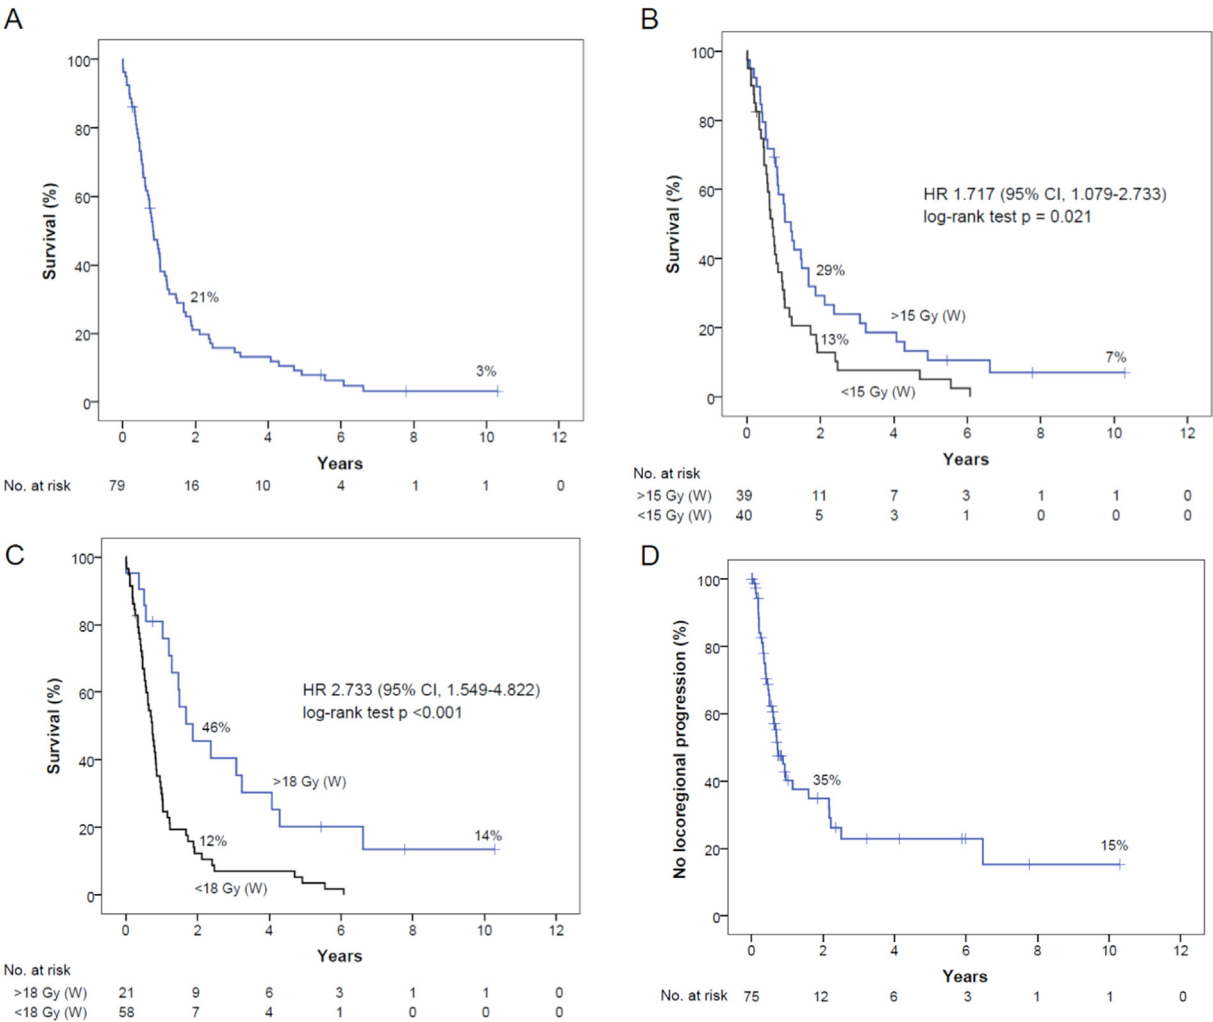 A
100
80
60
40
20
0
Survival (%)
21%
3%
0 2 4 6 8 10 12
Years
No. at risk 79 16 10 4 1 1 0
B
100
80
60
40
20
0
Survival (%)
HR 1.717 (95% CI, 1.079-2.733)
log-rank test p = 0.021
29%
>15 Gy (W)
13%
7%
<15 Gy (W)
0 2 4 6 8 10 12
Years
No. at risk
>15 Gy (W) 39 11 7 3 1 1 0
<15 Gy (W) 40 5 3 1 0 0 0
C
100
80
60
40
20
0
Survival (%)
HR 2.733 (95% CI, 1.549-4.822)
log-rank test p <0.001
46%
>18 Gy (W)
12%
14%
<18 Gy (W)
0 2 4 6 8 10 12
Years
No. at risk
>18 Gy (W) 21 9 6 3 1 1 0
<18 Gy (W) 58 7 4 1 0 0 0
D
100
80
60
40
20
0
No locoregional progression (%)
35%
15%
0 2 4 6 8 10 12
Years
No. at risk 75 12 6 3 1 1 0